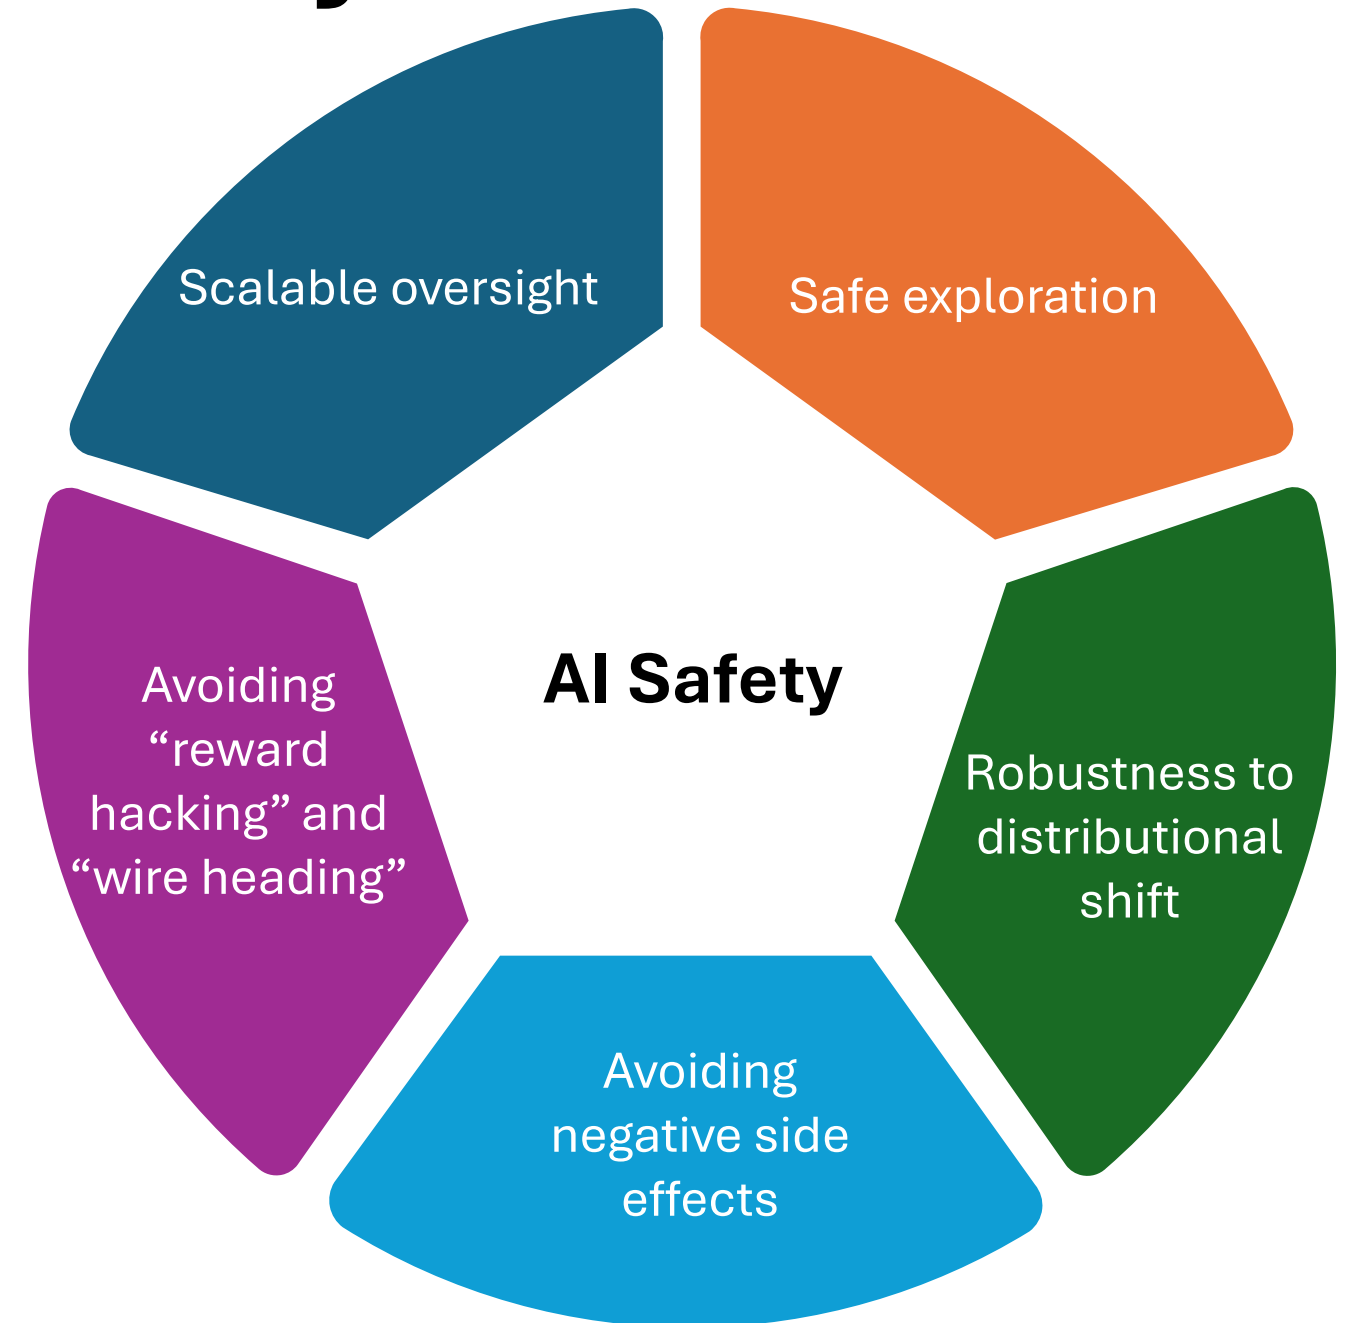 Scalable oversight
Safe exploration
AI Safety
Avoiding
“reward
hacking” and
“wire heading”
Robustness to
distributional
shift
Avoiding
negative side
effects